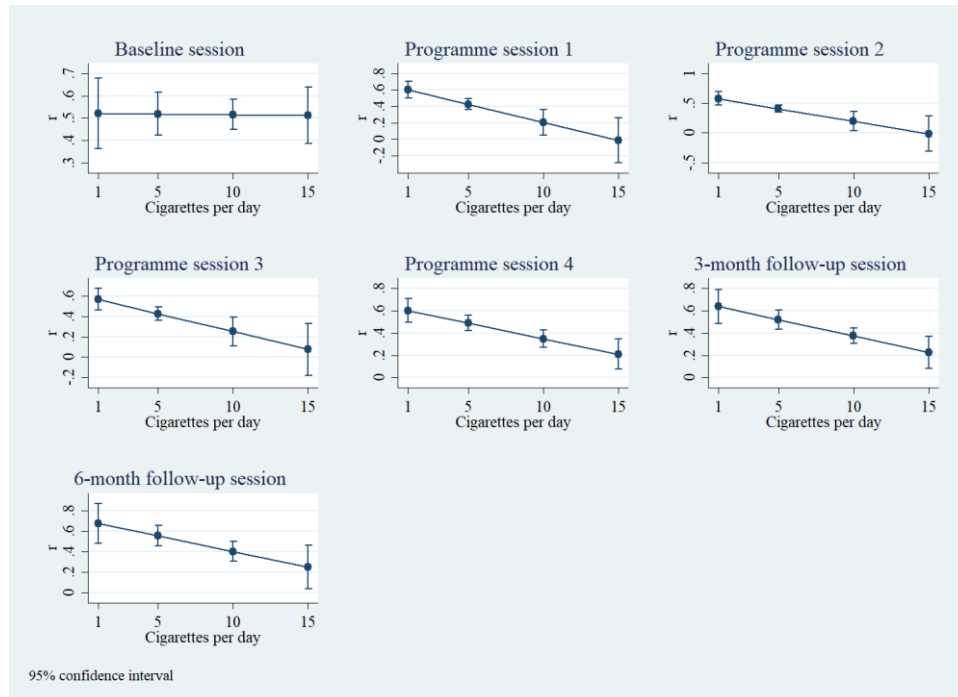 Baseline session
Programme session 1
Programme session 2
.7
.6
.5
.4
.3
r
1 5 10 15
Cigarettes per day
.8
.6
.4
.2
0
-.2
r
1 5 10 15
Cigarettes per day
1
.5
0
-.5
r
1 5 10 15
Cigarettes per day
Programme session 3
Programme session 4
3-month follow-up session
.6
.4
.2
0
-.2
r
1 5 10 15
Cigarettes per day
.8
.6
.4
.2
0
r
1 5 10 15
Cigarettes per day
.8
.6
.4
.2
0
r
1 5 10 15
Cigarettes per day
6-month follow-up session
.8
.6
.4
.2
0
r
1 5 10 15
Cigarettes per day
95% confidence interval